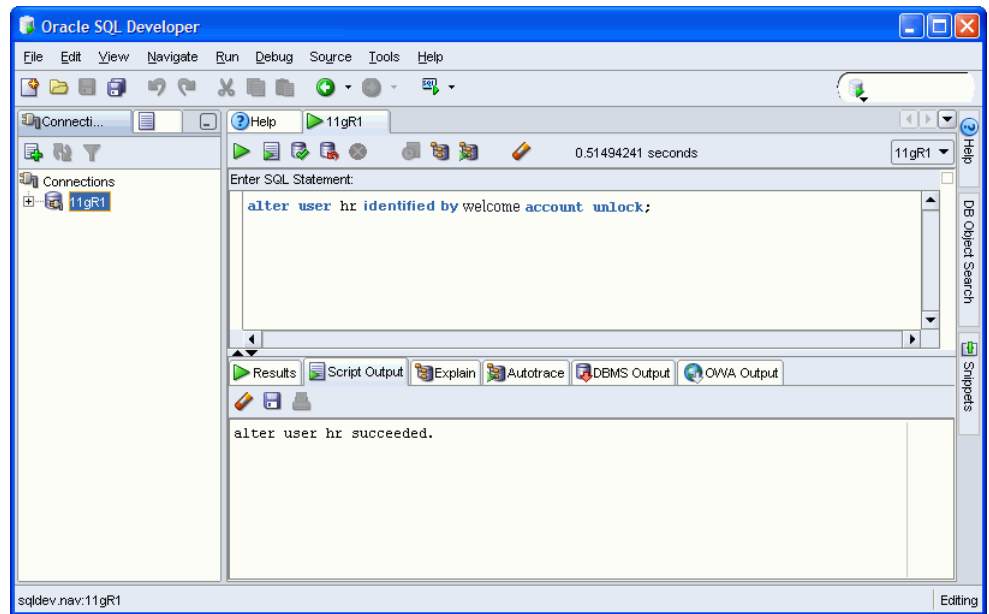 Oracle SQL Developer
File Edit View Navigate Run Debug Source Tools Help
SQL
Connecti...
Help 11gR1
0.51494241 seconds 11gR1
Connections
11gR1
Enter SQL Statement:
alter user hr identified by welcome account unlock;
Results Script Output Explain Autotrace DBMS Output OWA Output
alter user hr succeeded.
Help
DB Object Search
Snippets
sqldev.nav:11gR1 Editing